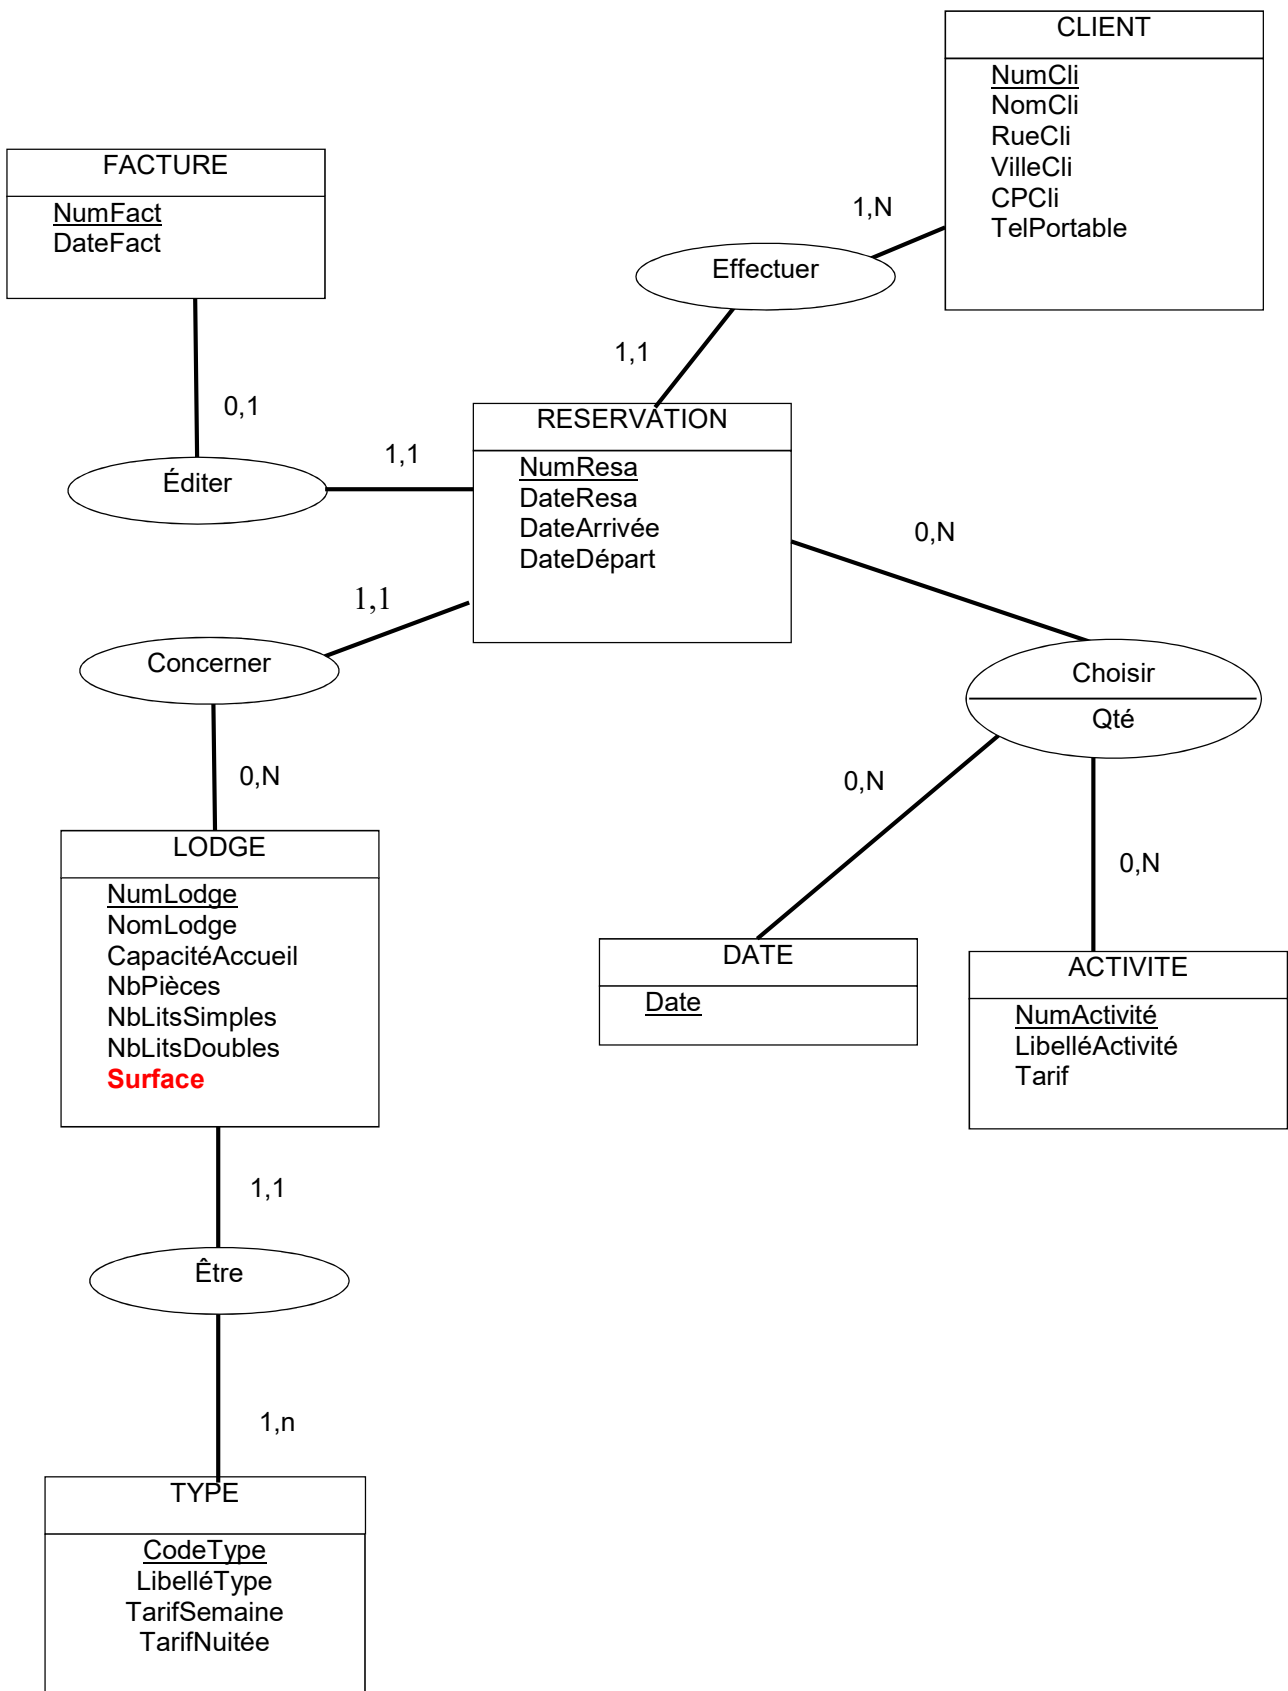 CLIENT
NumCli
NomCli
RueCli
VilleCli
CPCli
TelPortable
FACTURE
NumFact
DateFact
1,N
Effectuer
1,1
0,1
RESERVATION
NumResa
DateResa
DateArrivée
DateDépart
1,1
Éditer
0,N
1,1
Concerner
Choisir
Qté
0,N
0,N
0,N
LODGE
NumLodge
NomLodge
CapacitéAccueil
NbPièces
NbLitsSimples
NbLitsDoubles
Surface
DATE
Date
ACTIVITE
NumActivité
LibelléActivité
Tarif
1,1
Être
1,n
TYPE
CodeType
LibelléType
TarifSemaine
TarifNuitée